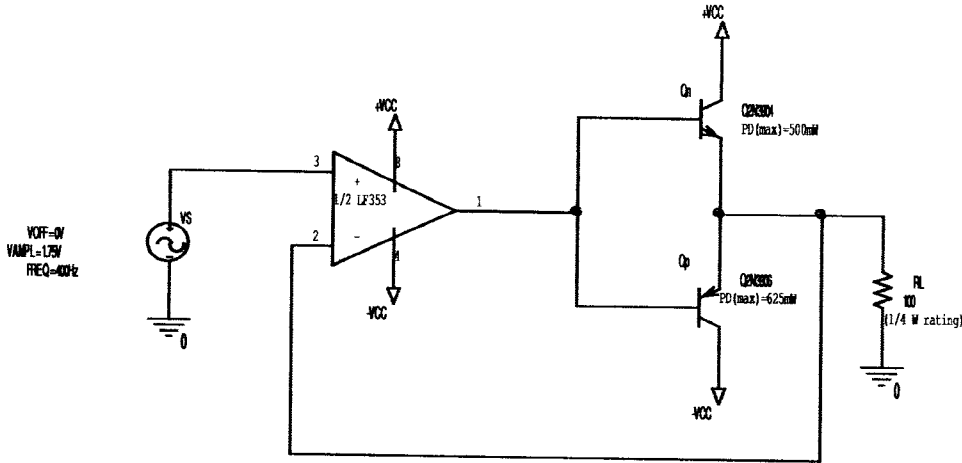 +VCC
Qn
Q2N3904
PD(max)=500mW
+VCC
8
3
+
1/2 LF353
1
VS
VOFF=0V
VAMPL=1.75V
FREQ=400Hz
2
-
4
-VCC
0
Qp
Q2N3906
PD(max)=625mW
RL
100
(1/4 W rating)
-VCC
0